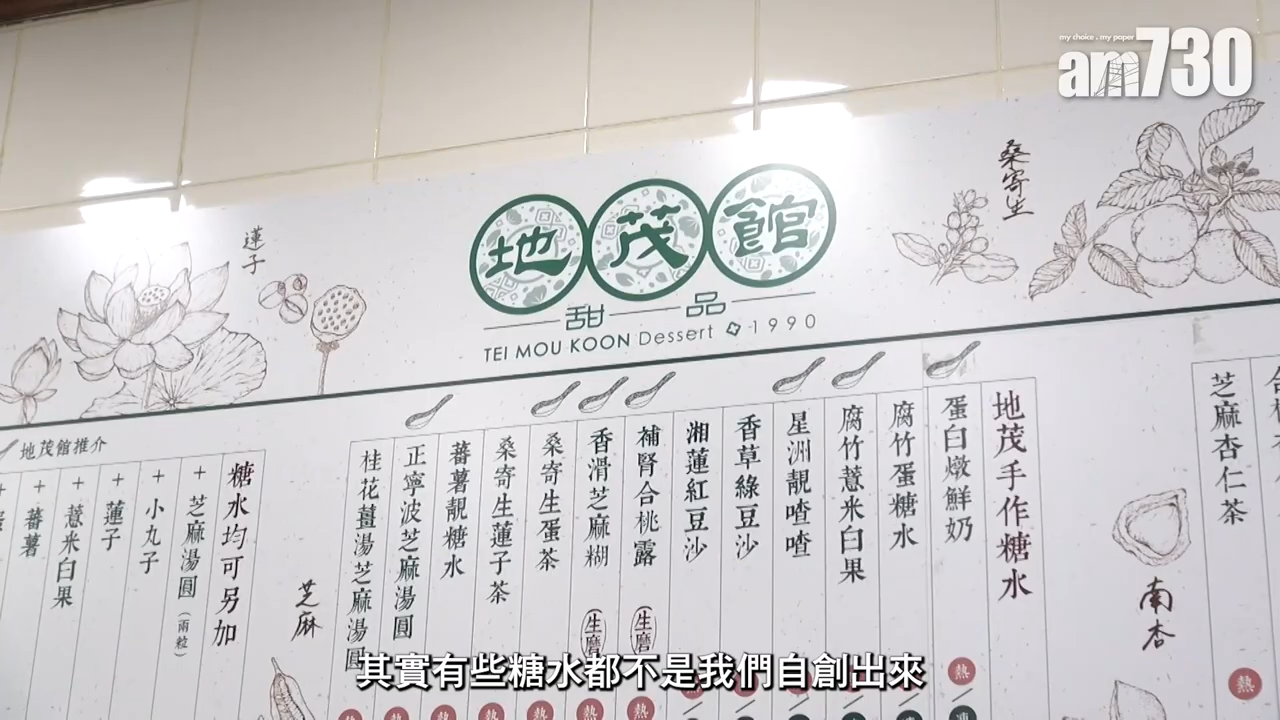 my choice . my paper
am730
蓮子
桑寄生
地茂館
甜品
TEI MOU KOON Dessert 1990
芝麻杏仁茶
熱
南杏
地茂手作糖水
蛋白燉鮮奶
熱
凍
腐竹蛋糖水
腐竹薏米白果
星洲靚喳喳
香草綠豆沙
湘蓮紅豆沙
補腎合桃露
生磨
熱
香滑芝麻糊
生磨
熱
桑寄生蛋茶
熱
桑寄生蓮子茶
熱
蕃薯靚糖水
熱
正寧波芝麻湯圓
熱
桂花薑湯芝麻湯圓
熱
芝麻
地茂館推介
糖水均可另加
+ 芝麻湯圓 (兩粒)
+ 小丸子
+ 蓮子
+ 薏米白果
+ 蕃薯
其實有些糖水都不是我們自創出來